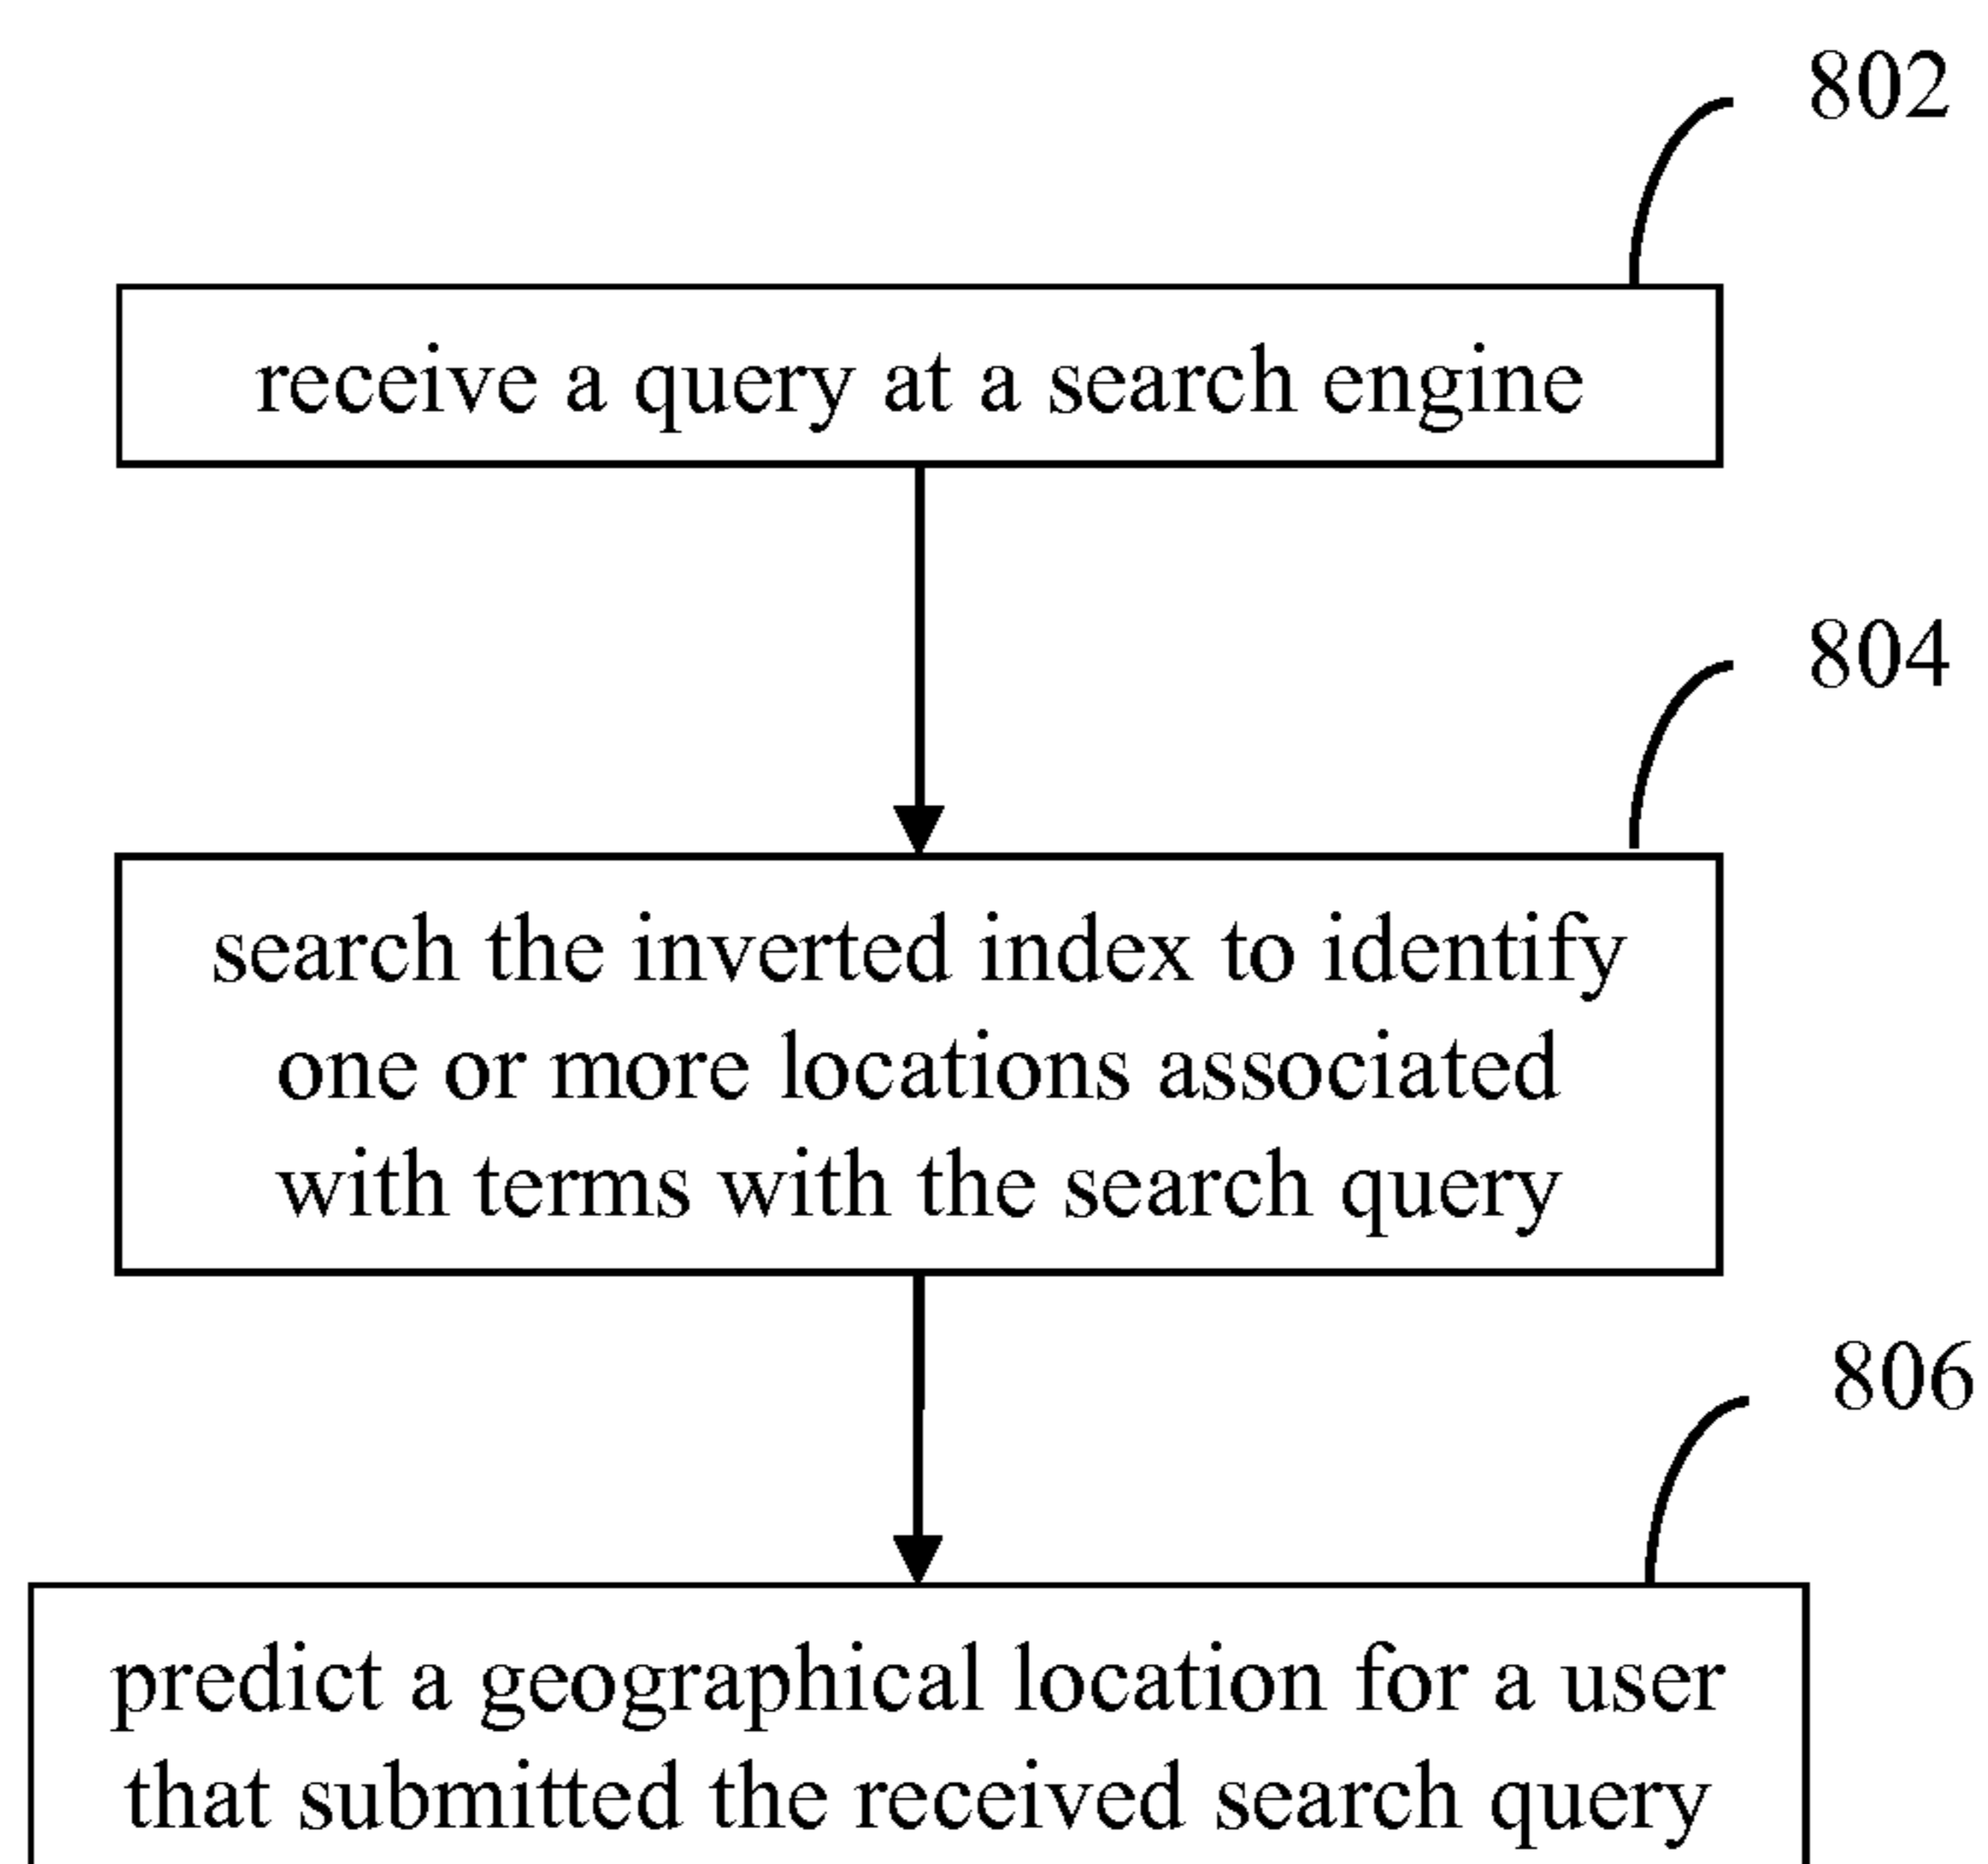 802
receive a query at a search engine
804
search the inverted index to identify
one or more locations associated
with terms with the search query
806
predict a geographical location for a user
that submitted the received search query